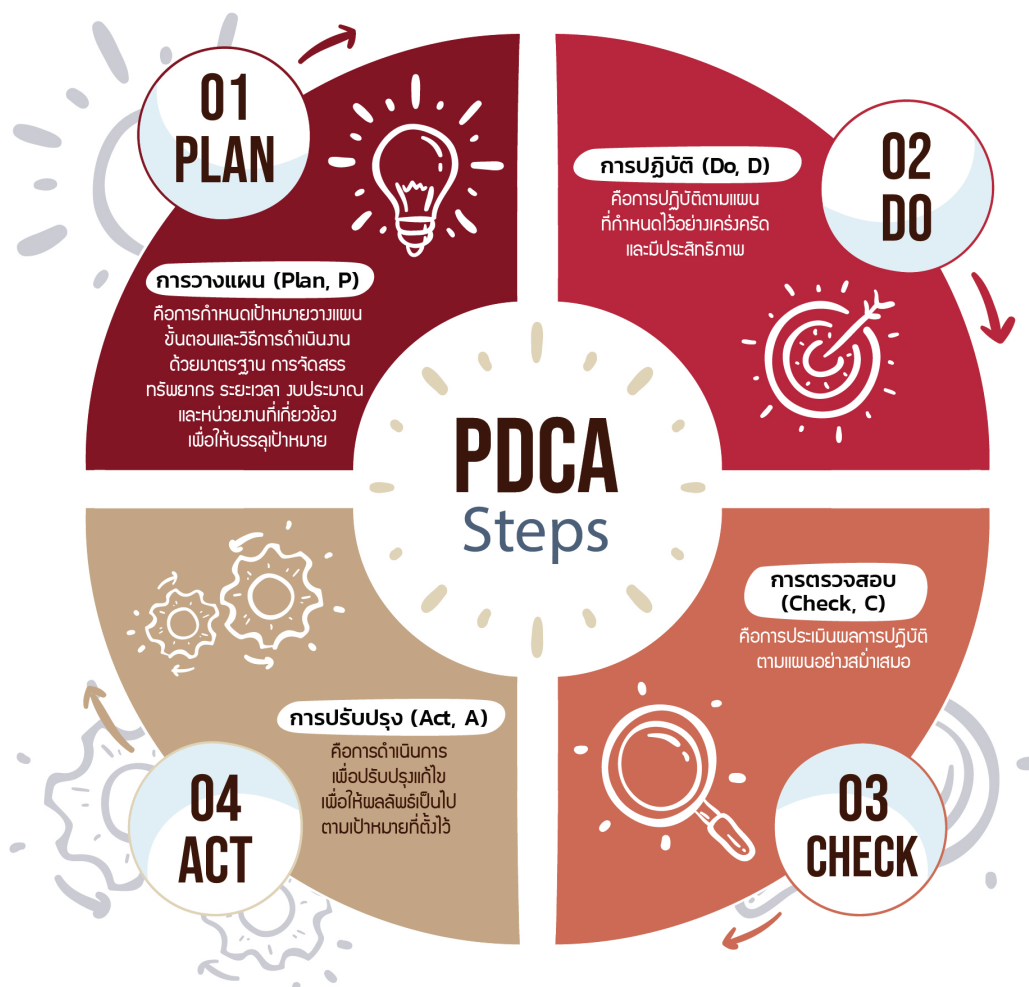 01
PLAN
การวางแผน (Plan, P)
คือการกำหนดเป้าหมายวางแผน
ขั้นตอนและวิธีการดำเนินงาน
ด้วยมาตรฐาน การจัดสรร
ทรัพยากร ระยะเวลา งบประมาณ
และหน่วยงานที่เกี่ยวข้อง
เพื่อให้บรรลุเป้าหมาย
02
DO
การปฏิบัติ (Do, D)
คือการปฏิบัติตามแผน
ที่กำหนดไว้อย่างเคร่งครัด
และมีประสิทธิภาพ
PDCA
Steps
03
CHECK
การตรวจสอบ
(Check, C)
คือการประเมินผลการปฏิบัติ
ตามแผนอย่างสม่ำเสมอ
04
ACT
การปรับปรุง (Act, A)
คือการดำเนินการ
เพื่อปรับปรุงแก้ไข
เพื่อให้ผลลัพธ์เป็นไป
ตามเป้าหมายที่ตั้งไว้